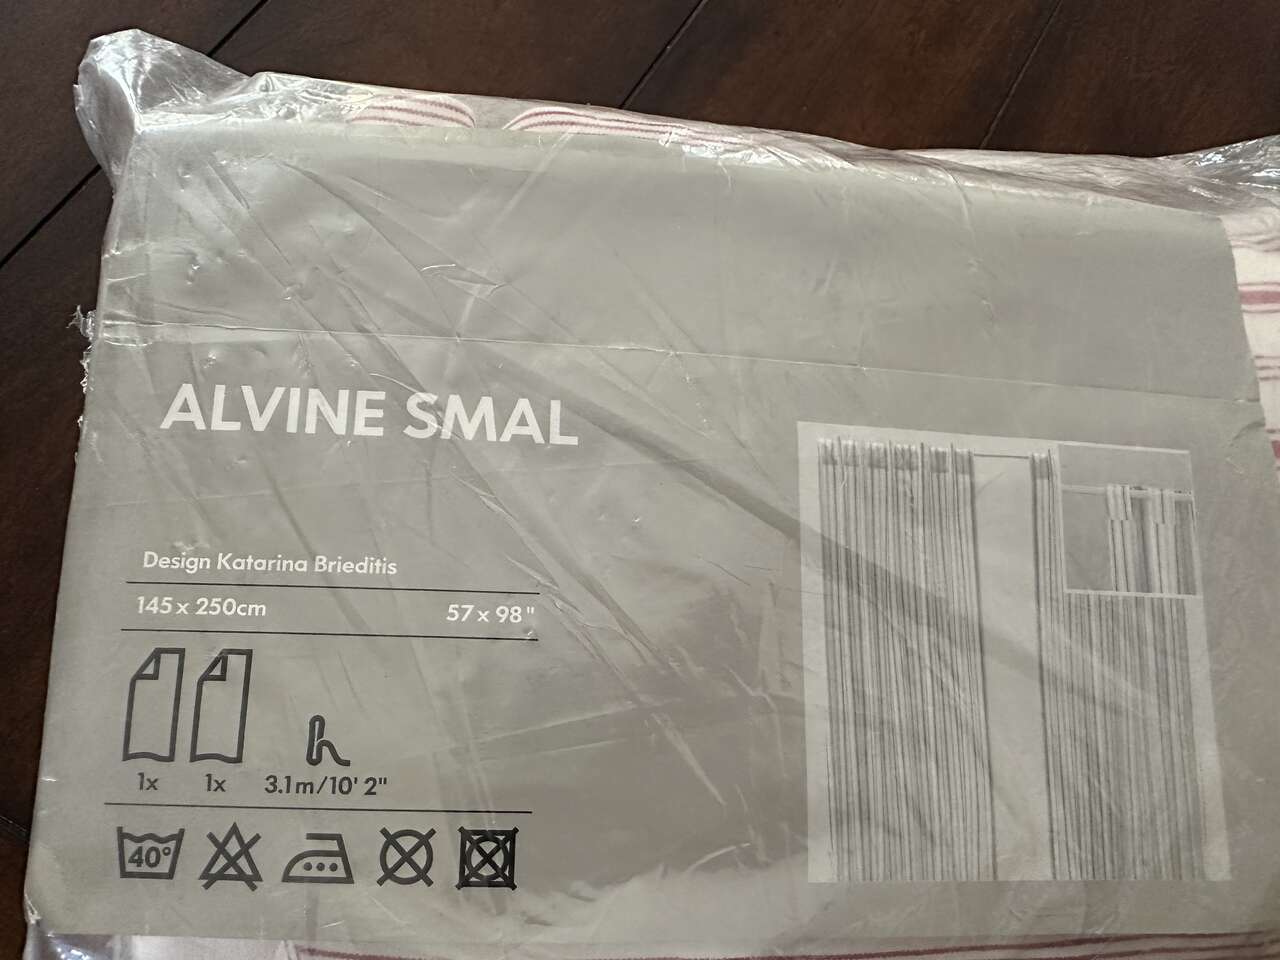 ALVINE SMAL
Design Katarina Brieditis
145 x 250cm 57 x 98"
1x 1x 3.1m/10' 2"
40°